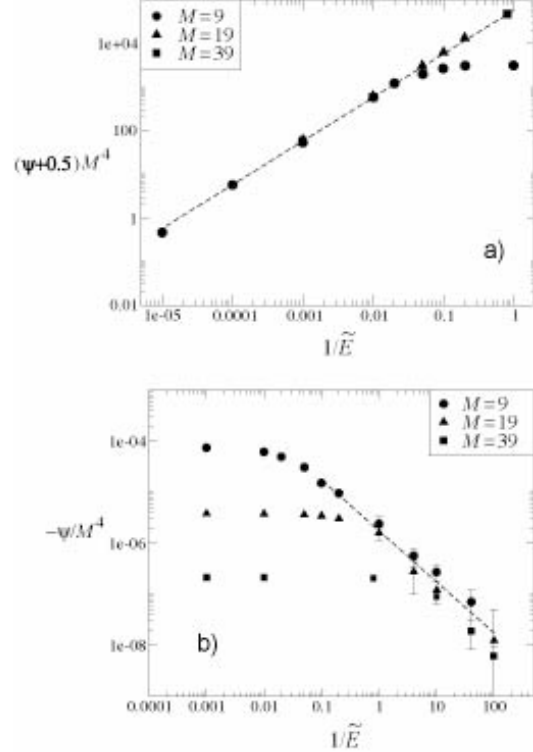 M=9
M=19
M=39
1e+04
100
1
0.01
(ψ+0.5)M⁴
a)
1e-05 0.0001 0.001 0.01 0.1 1
1/Ẽ
M=9
M=19
M=39
1e-04
1e-06
1e-08
-ψ/M⁴
b)
0.0001 0.001 0.01 0.1 1 10 100
1/Ẽ